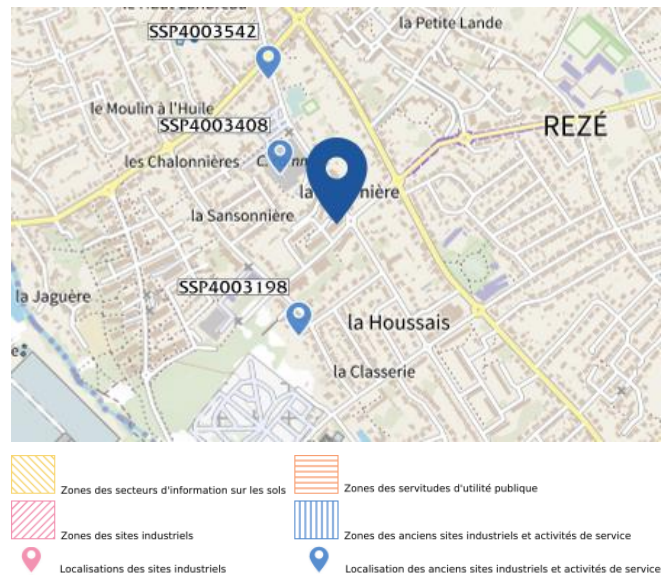 la Petite Lande
SSP4003542
le Moulin à l'Huile
SSP4003408
REZÉ
les Chalonnières
la Sansonnière
SSP4003198
la Jaguère
la Houssais
la Classerie
Zones des secteurs d'information sur les sols
Zones des servitudes d'utilité publique
Zones des sites industriels
Zones des anciens sites industriels et activités de service
Localisations des sites industriels
Localisation des anciens sites industriels et activités de service